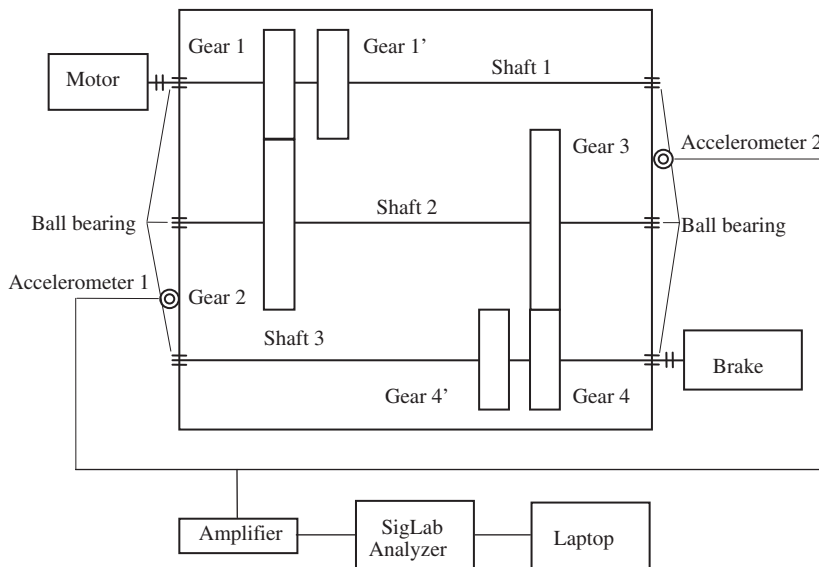 Gear 1
Gear 1’
Motor
Shaft 1
Gear 3
Accelerometer 2
Ball bearing
Shaft 2
Ball bearing
Accelerometer 1
Gear 2
Shaft 3
Gear 4’
Gear 4
Brake
Amplifier
SigLab
Analyzer
Laptop